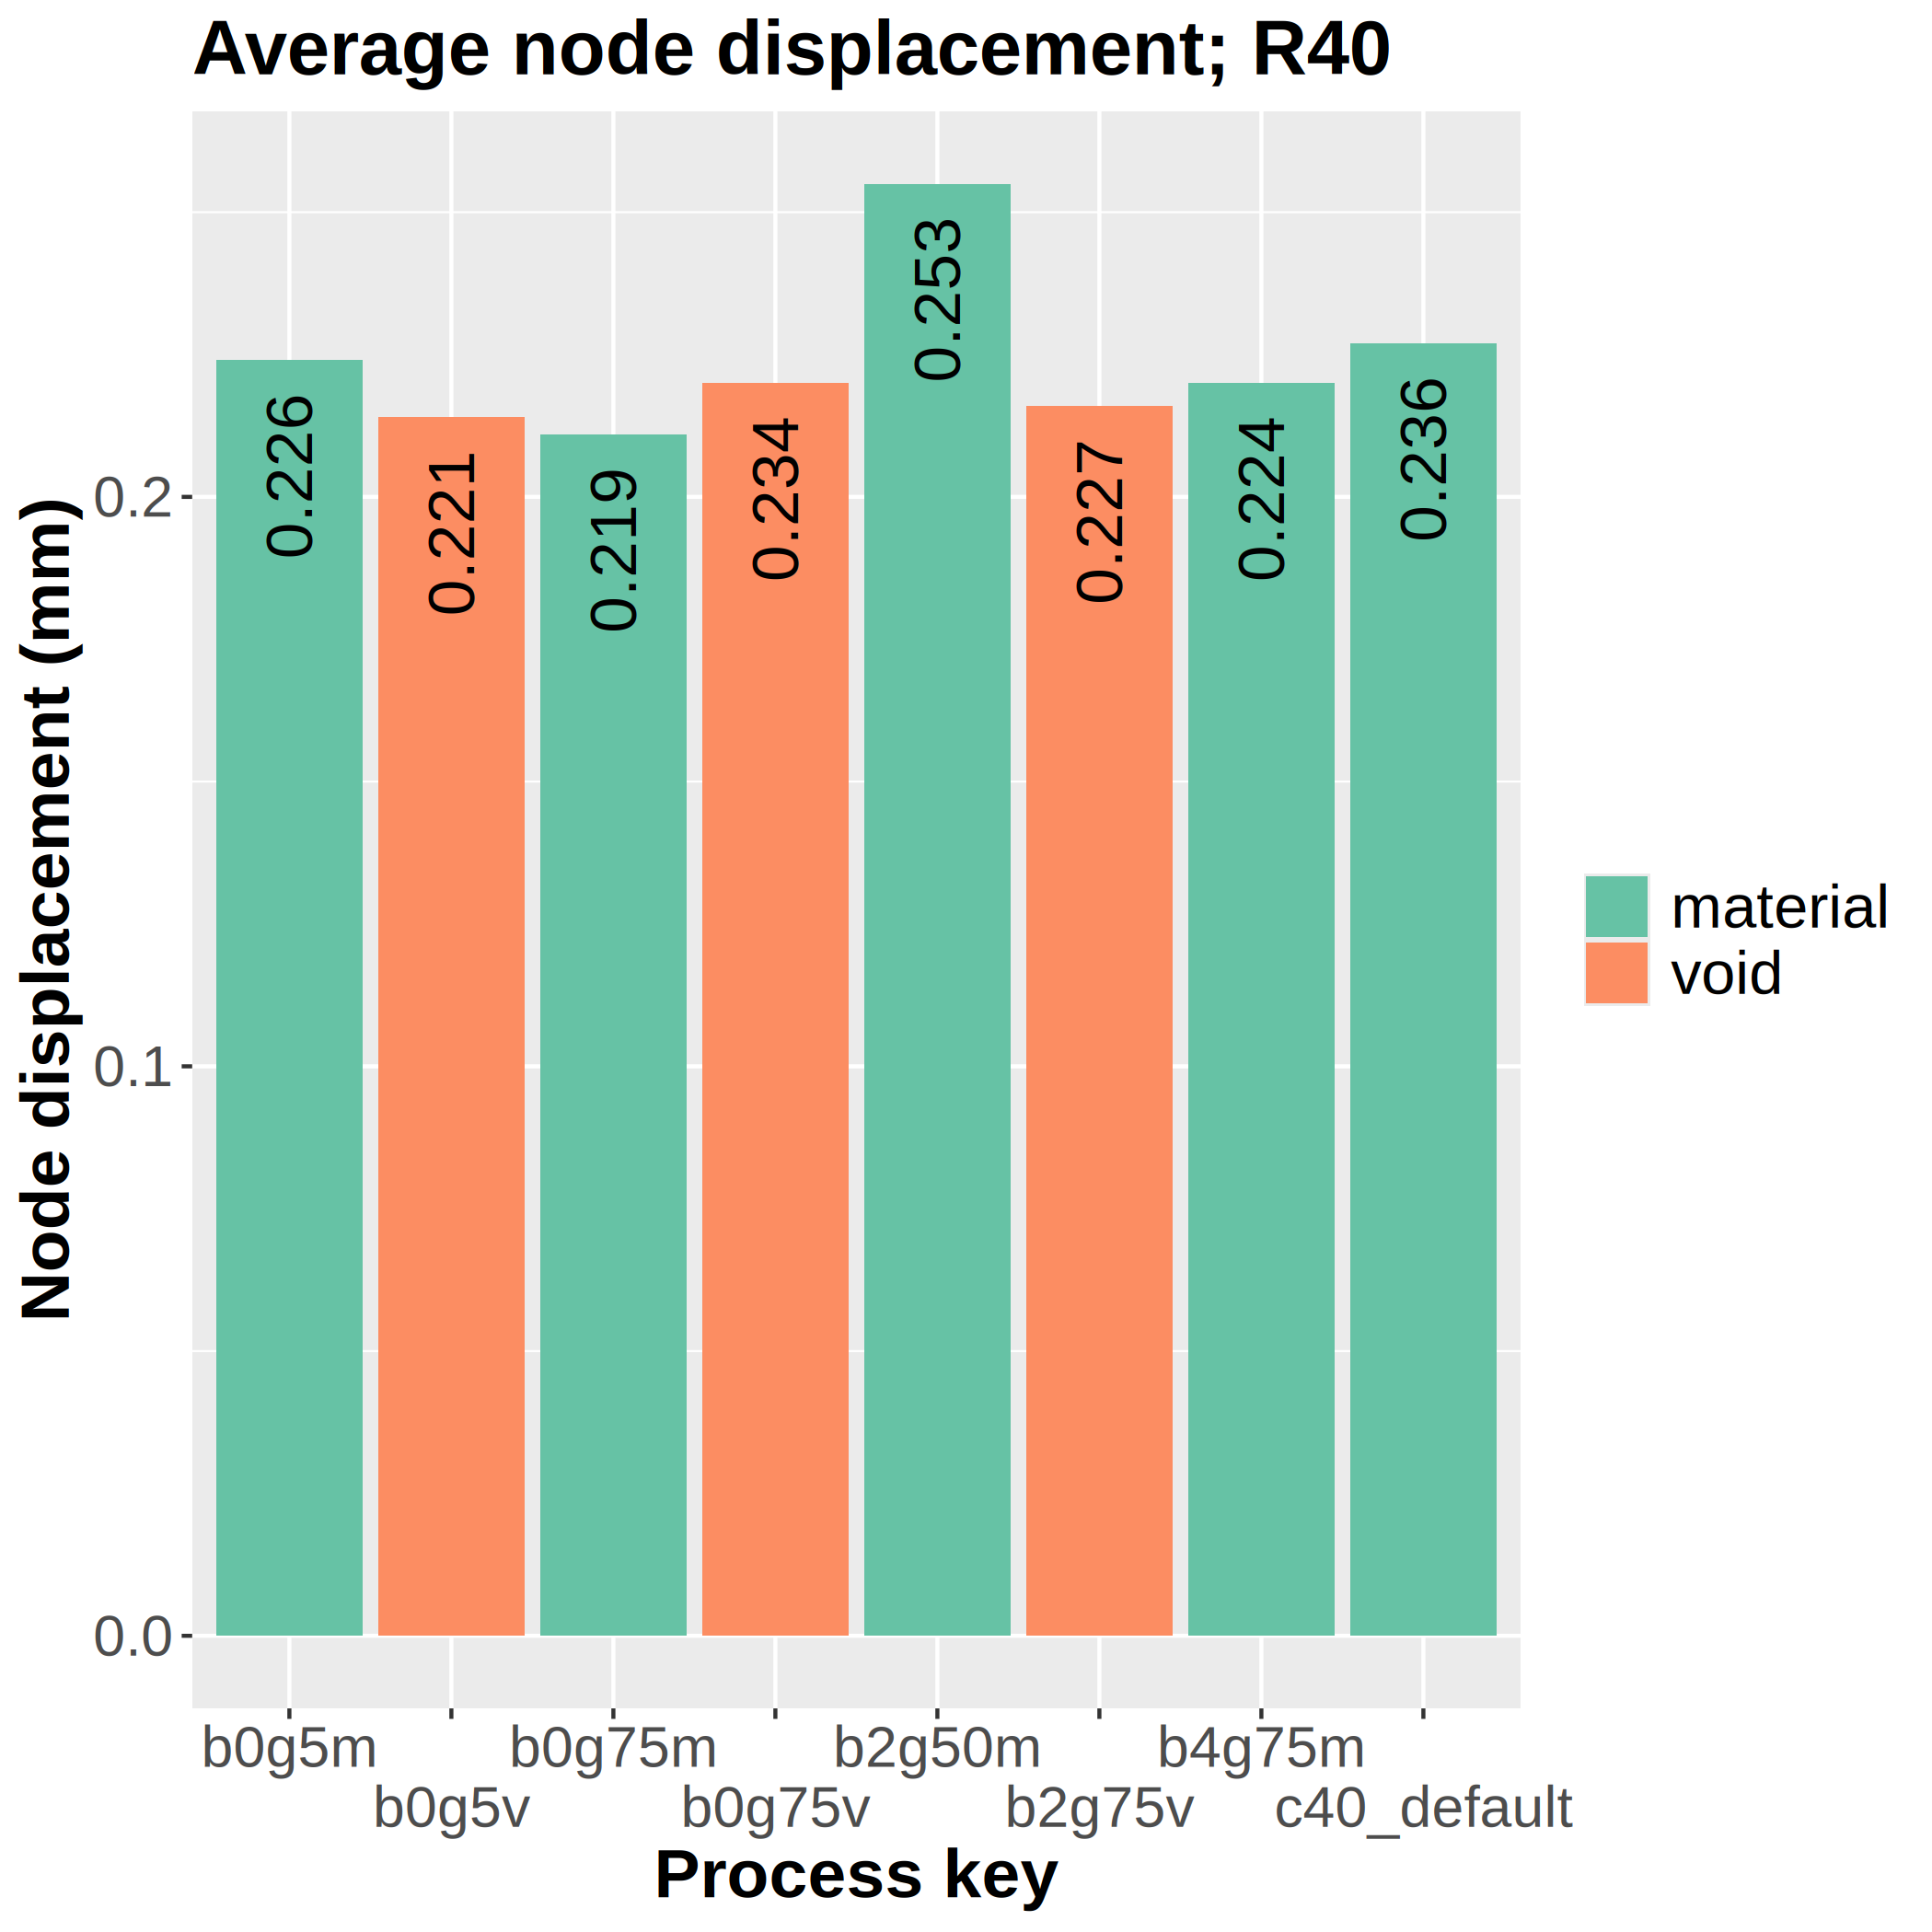 Average node displacement; R40
Node displacement (mm)
0.2
0.1
0.0
0.226
0.221
0.219
0.234
0.253
0.227
0.224
0.236
material
void
b0g5m
b0g5v
b0g75m
b0g75v
b2g50m
b2g75v
b4g75m
c40_default
Process key